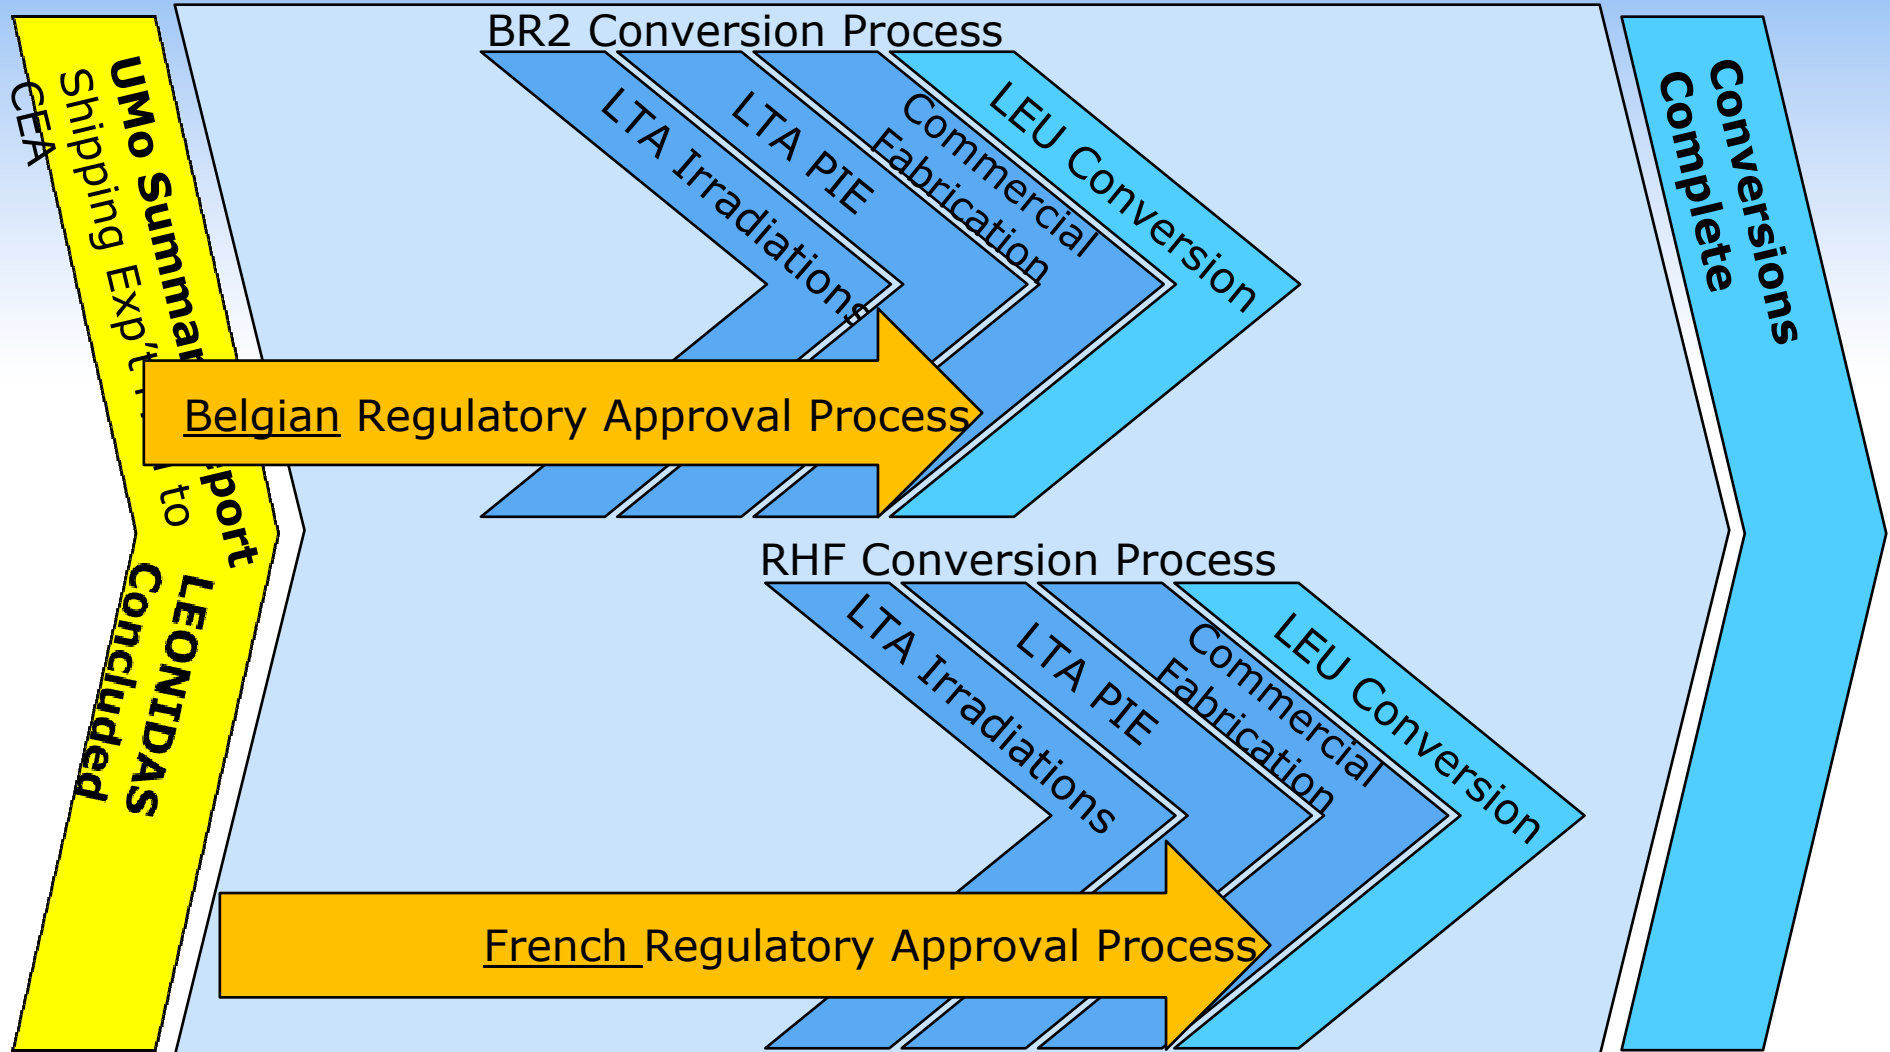 BR2 Conversion Process
UMo Summar port
Shipping Exp't to
CEA
LEONIDAS
Concluded
LTA Irradiations
LTA PIE
Commercial
Fabrication
LEU Conversion
Belgian Regulatory Approval Process
RHF Conversion Process
LTA Irradiations
LTA PIE
Commercial
Fabrication
LEU Conversion
French Regulatory Approval Process
Conversions
Complete